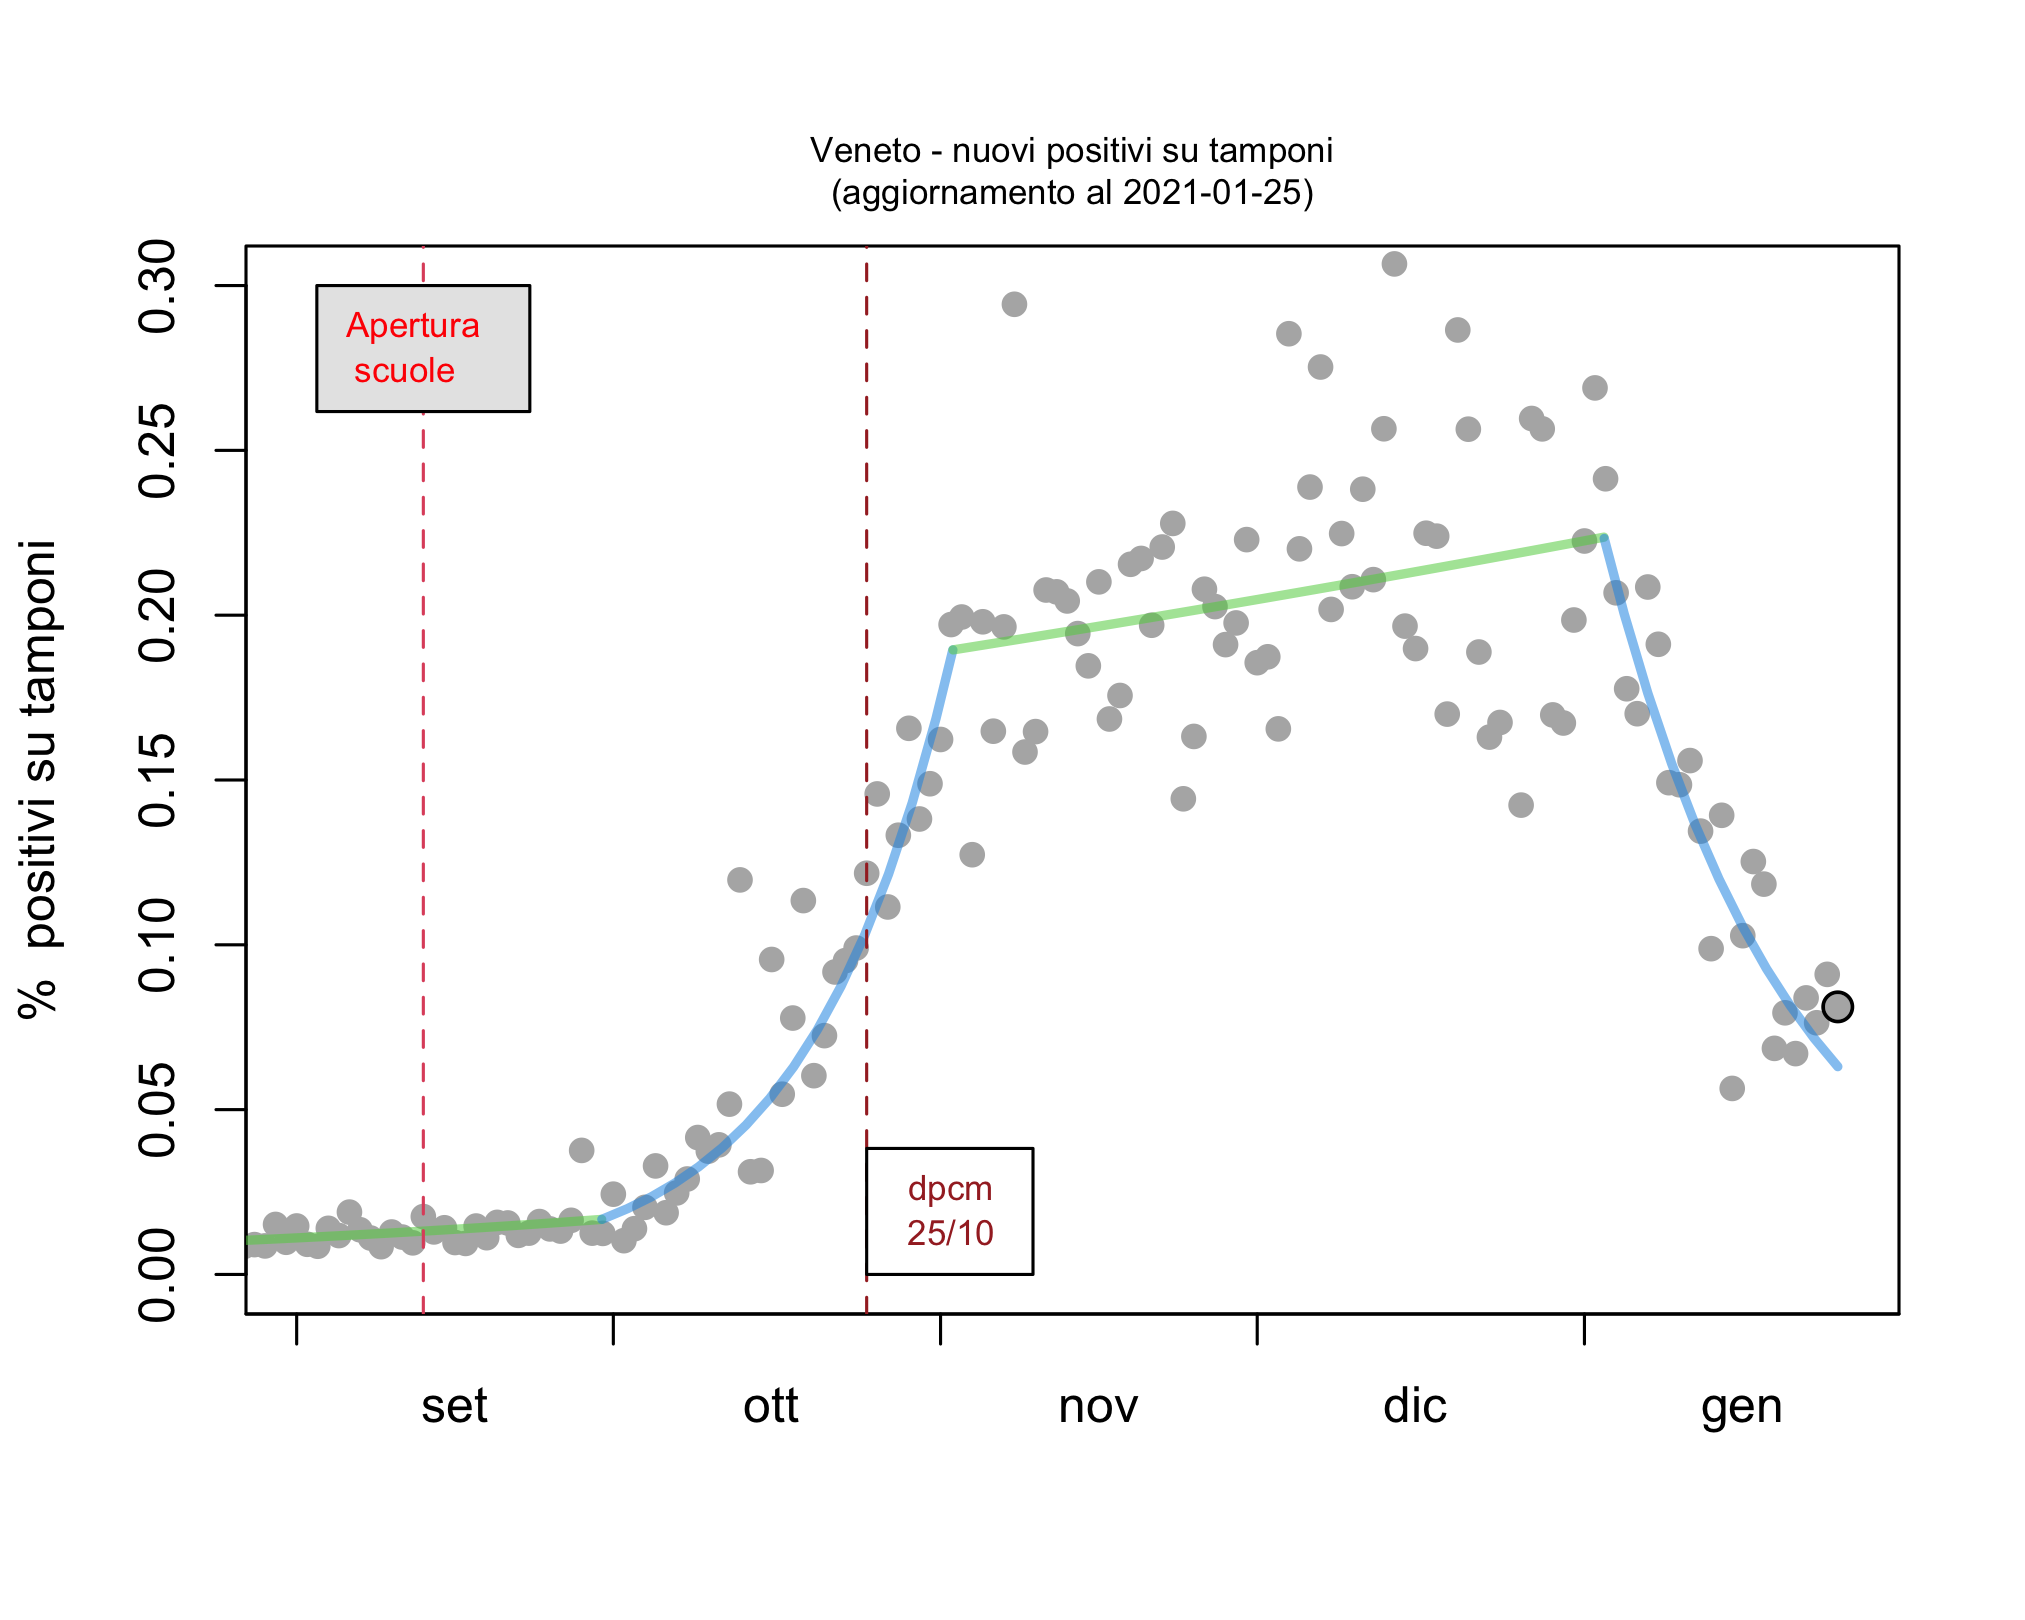 Veneto - nuovi positivi su tamponi
(aggiornamento al 2021-01-25)
% positivi su tamponi
0.30
0.25
0.20
0.15
0.10
0.05
0.00
Apertura
scuole
dpcm
25/10
set
ott
nov
dic
gen